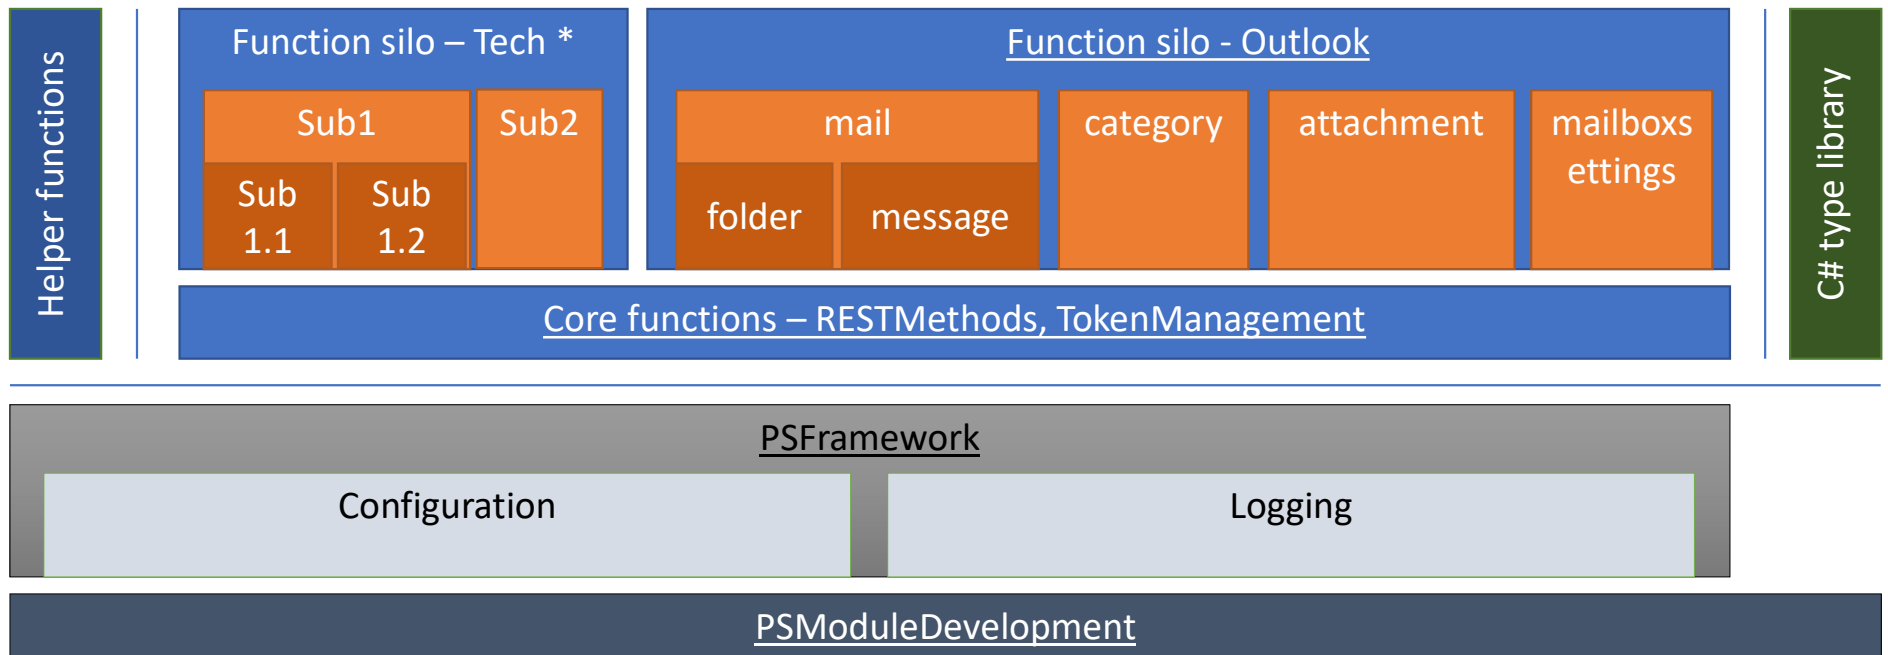 Helper functions
Function silo – Tech *
Sub1
Sub2
Sub
1.1
Sub
1.2
Function silo - Outlook
mail
folder
message
category
attachment
mailboxs
ettings
C# type library
Core functions – RESTMethods, TokenManagement
PSFramework
Configuration
Logging
PSModuleDevelopment